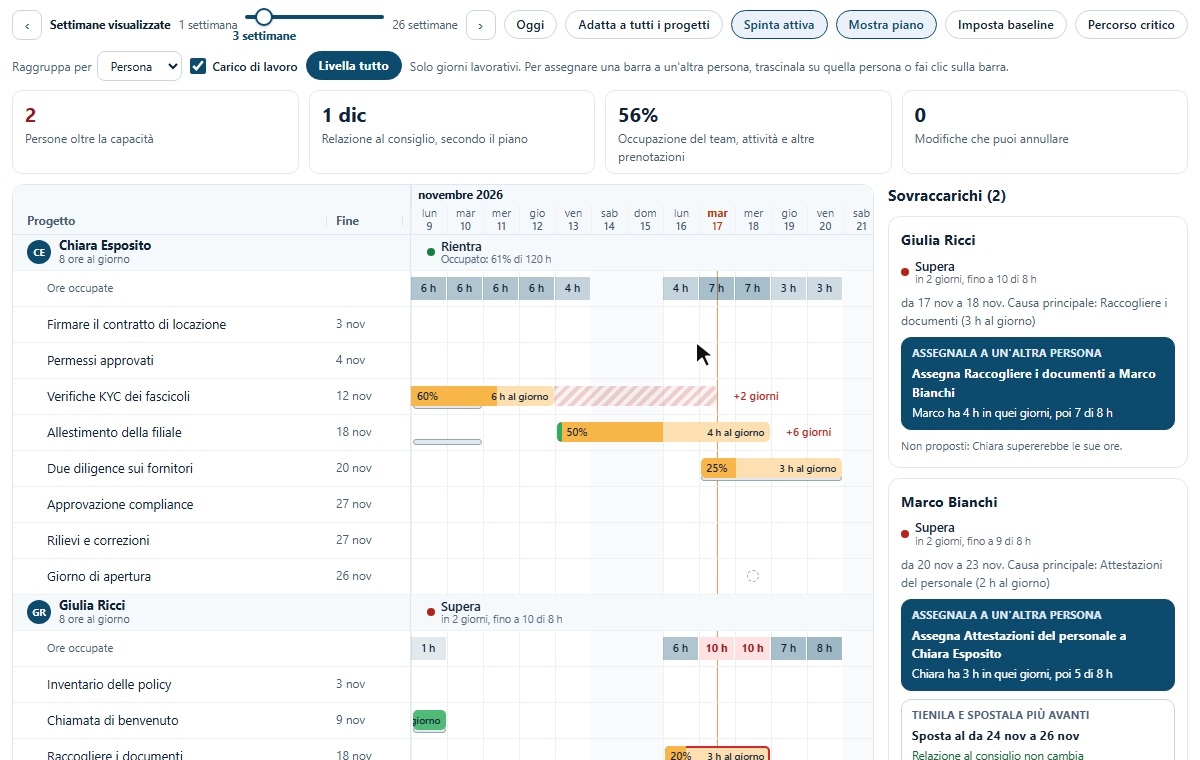 ‹ Settimane visualizzate 1 settimana 26 settimane › Oggi Adatta a tutti i progetti Spinta attiva Mostra piano Imposta baseline Percorso critico
3 settimane
Raggruppa per Persona Carico di lavoro Livella tutto Solo giorni lavorativi. Per assegnare una barra a un'altra persona, trascinala su quella persona o fai clic sulla barra.
2
Persone oltre la capacità
1 dic
Relazione al consiglio, secondo il piano
56%
Occupazione del team, attività e altre
prenotazioni
0
Modifiche che puoi annullare
novembre 2026
Progetto Fine
lun mar mer gio ven sab dom lun mar mer gio ven sab
9 10 11 12 13 14 15 16 17 18 19 20 21
CE Chiara Esposito
8 ore al giorno
Rientra
Occupato: 61% di 120 h
Ore occupate 6 h 6 h 6 h 6 h 4 h 4 h 7 h 7 h 3 h 3 h
Firmare il contratto di locazione 3 nov
Permessi approvati 4 nov
Verifiche KYC dei fascicoli 12 nov 60% 6 h al giorno +2 giorni
Allestimento della filiale 18 nov 50% 4 h al giorno +6 giorni
Due diligence sui fornitori 20 nov 25% 3 h al giorno
Approvazione compliance 27 nov
Rilievi e correzioni 27 nov
Giorno di apertura 26 nov
GR Giulia Ricci
8 ore al giorno
Supera
in 2 giorni, fino a 10 di 8 h
Ore occupate 1 h 6 h 10 h 10 h 7 h 8 h
Inventario delle policy 3 nov
Chiamata di benvenuto 9 nov giorno
Raccogliere i documenti 18 nov 20% 3 h al giorno
Sovraccarichi (2)
Giulia Ricci
Supera
in 2 giorni, fino a 10 di 8 h
da 17 nov a 18 nov. Causa principale: Raccogliere i
documenti (3 h al giorno)
ASSEGNALA A UN'ALTRA PERSONA
Assegna Raccogliere i documenti a Marco
Bianchi
Marco ha 4 h in quei giorni, poi 7 di 8 h
Non proposti: Chiara supererebbe le sue ore.
Marco Bianchi
Supera
in 2 giorni, fino a 9 di 8 h
da 20 nov a 23 nov. Causa principale: Attestazioni
del personale (2 h al giorno)
ASSEGNALA A UN'ALTRA PERSONA
Assegna Attestazioni del personale a
Chiara Esposito
Chiara ha 3 h in quei giorni, poi 5 di 8 h
TIENILA E SPOSTALA PIÙ AVANTI
Sposta al da 24 nov a 26 nov
Relazione al consiglio non cambia